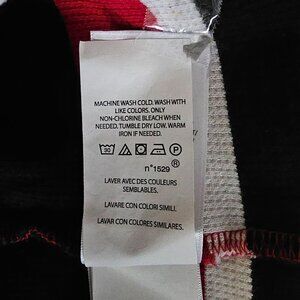 MACHINE WASH COLD. WASH WITH
LIKE COLORS. ONLY
NON-CHLORINE BLEACH WHEN
NEEDED. TUMBLE DRY LOW. WARM
IRON IF NEEDED.
30
P
n°1529 ®
LAVER AVEC DES COULEURS
SEMBLABLES.
LAVARE CON COLORI SIMILI.
LAVAR CON COLORES SIMILARES.